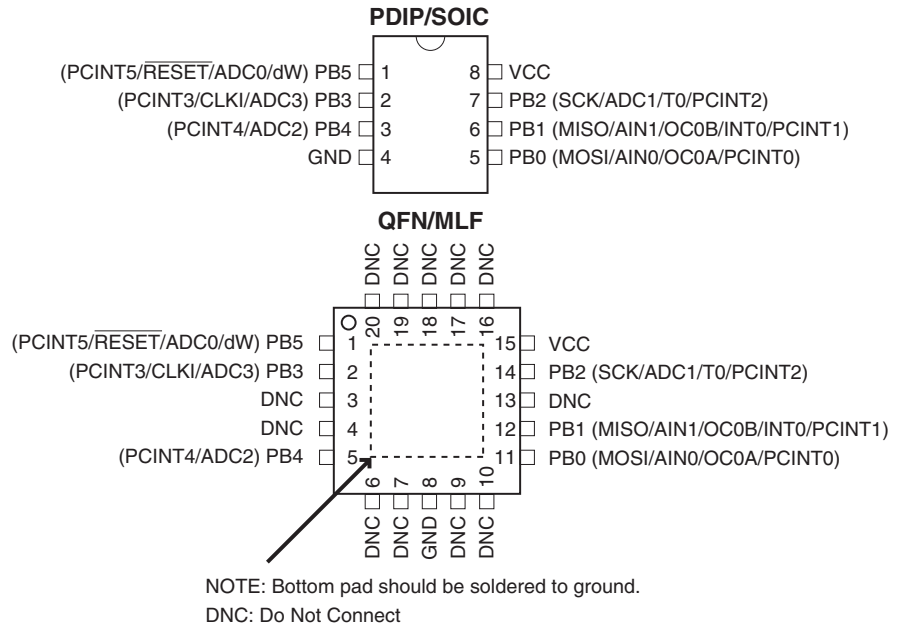 PDIP/SOIC
(PCINT5/RESET/ADC0/dW) PB5 1 8 VCC
(PCINT3/CLKI/ADC3) PB3 2 7 PB2 (SCK/ADC1/T0/PCINT2)
(PCINT4/ADC2) PB4 3 6 PB1 (MISO/AIN1/OC0B/INT0/PCINT1)
GND 4 5 PB0 (MOSI/AIN0/OC0A/PCINT0)
QFN/MLF
DNC DNC DNC DNC DNC
20 19 18 17 16
(PCINT5/RESET/ADC0/dW) PB5 1 15 VCC
(PCINT3/CLKI/ADC3) PB3 2 14 PB2 (SCK/ADC1/T0/PCINT2)
DNC 3 13 DNC
DNC 4 12 PB1 (MISO/AIN1/OC0B/INT0/PCINT1)
(PCINT4/ADC2) PB4 5 11 PB0 (MOSI/AIN0/OC0A/PCINT0)
6 7 8 9 10
DNC DNC GND DNC DNC
NOTE: Bottom pad should be soldered to ground.
DNC: Do Not Connect